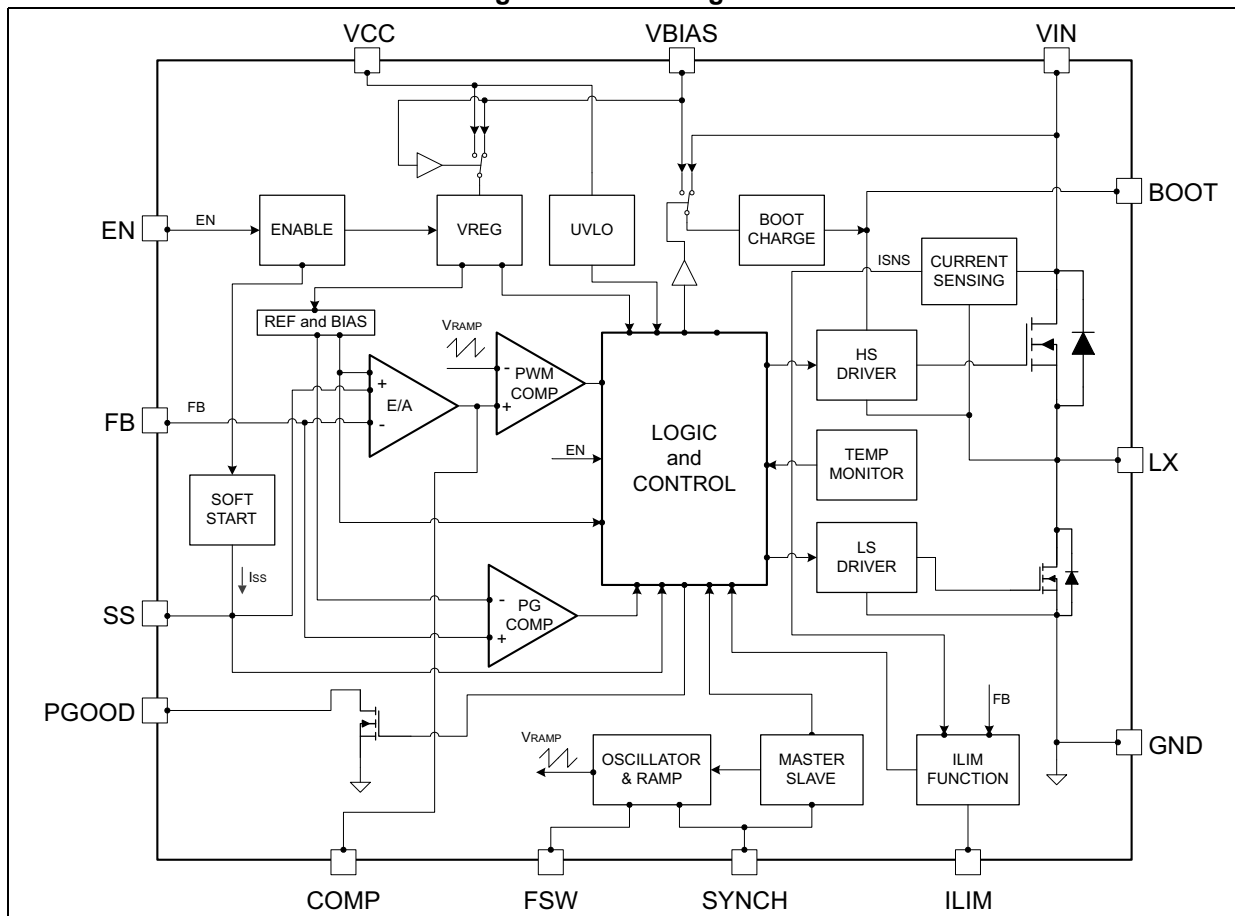 VCC
VBIAS
VIN
BOOT
EN
EN
ENABLE
VREG
UVLO
BOOT
CHARGE
ISNS
CURRENT
SENSING
REF and BIAS
VRAMP
-
PWM
COMP
+
HS
DRIVER
+
E/A
-
FB
FB
LOGIC
and
CONTROL
EN
TEMP
MONITOR
LX
SOFT
START
LS
DRIVER
ISS
SS
-
PG
COMP
+
PGOOD
FB
VRAMP
OSCILLATOR
& RAMP
MASTER
SLAVE
ILIM
FUNCTION
GND
COMP
FSW
SYNCH
ILIM